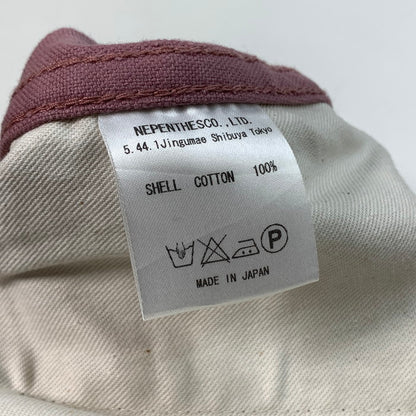 NEPENTHESCO.,LTD.
5.44.1Jingumae Shibuya Tokyo
SHELL COTTON 100%
P
MADE IN JAPAN